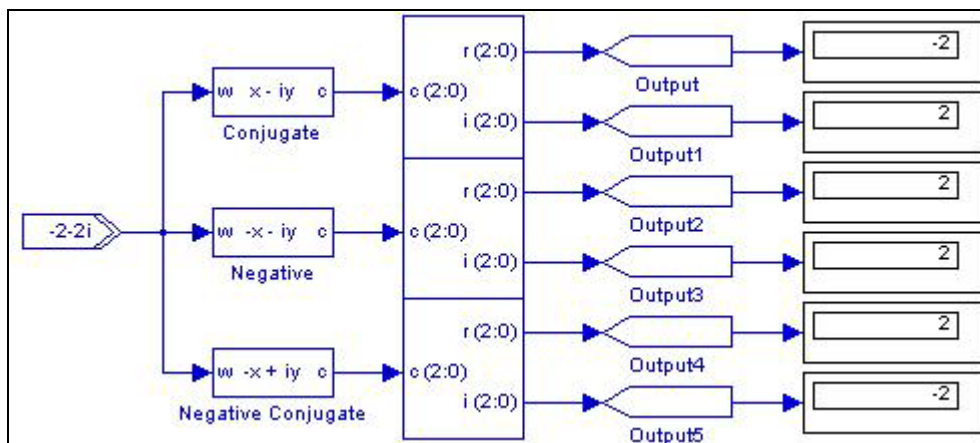 r (2:0) -2
w x - iy c c (2:0) Output
Conjugate i (2:0) 2
Output1
r (2:0) 2
-2-2i w -x - iy c c (2:0) Output2
Negative i (2:0) 2
Output3
r (2:0) 2
w -x + iy c c (2:0) Output4
Negative Conjugate i (2:0) -2
Output5